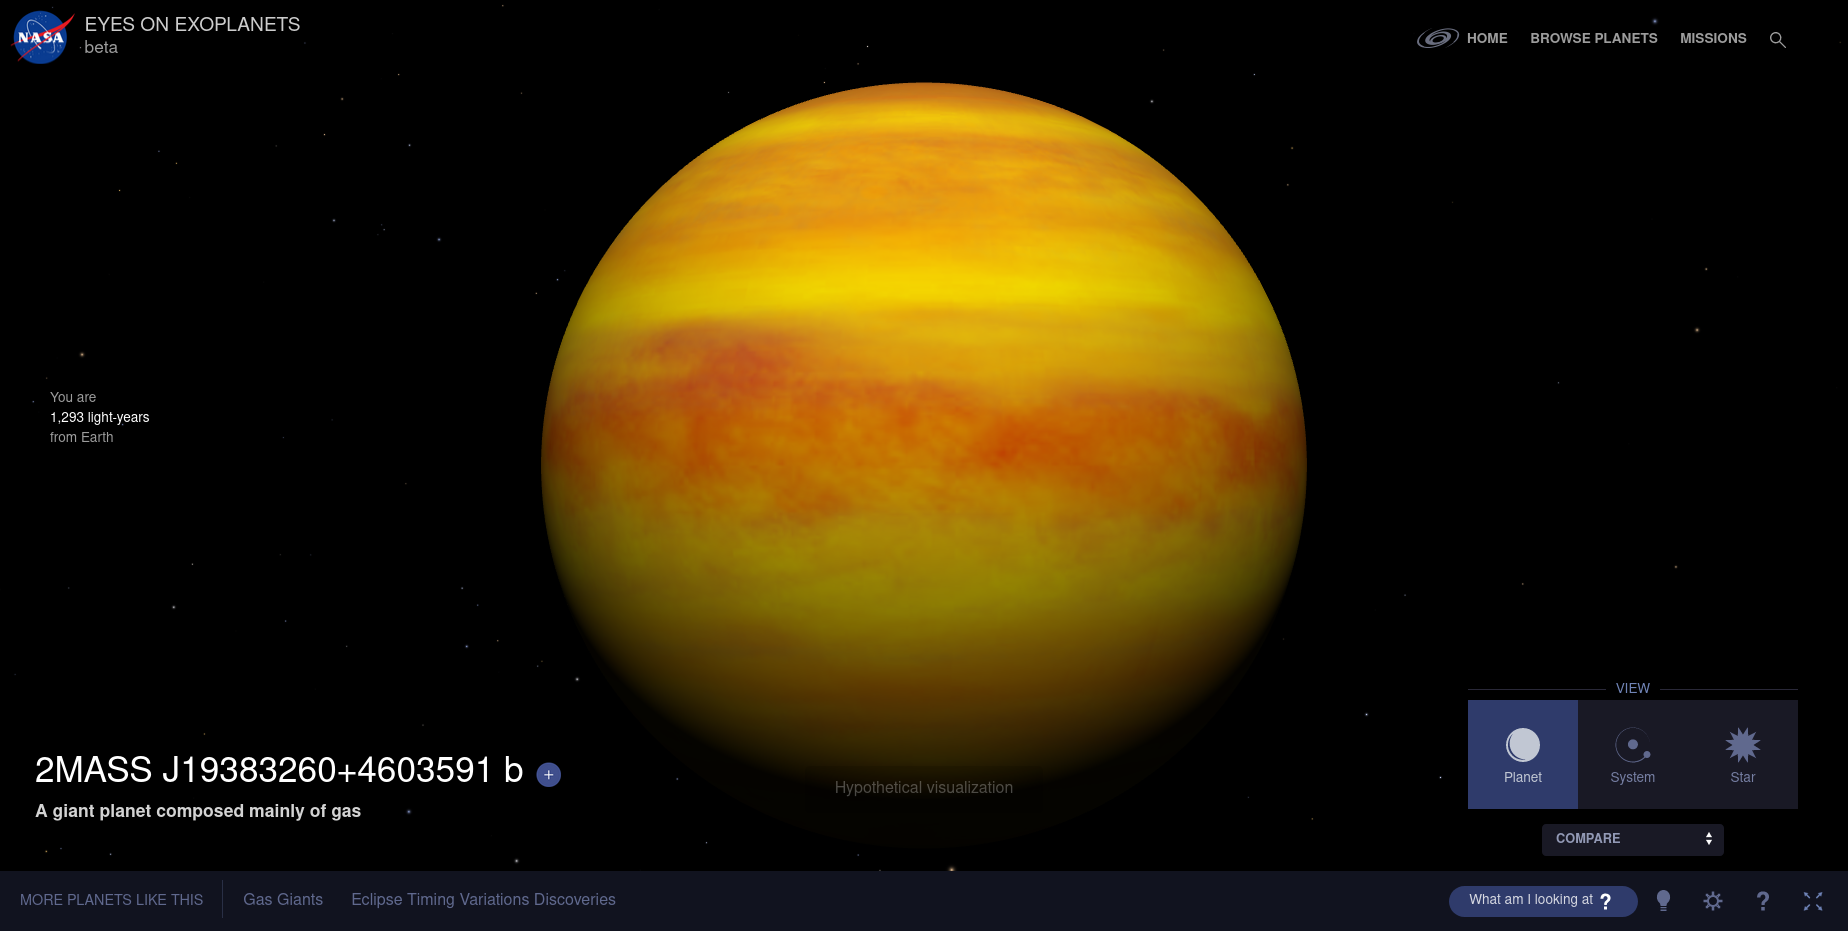 NASA
EYES ON EXOPLANETS
beta
HOME
BROWSE PLANETS
MISSIONS
You are
1,293 light-years
from Earth
2MASS J19383260+4603591 b +
A giant planet composed mainly of gas
Hypothetical visualization
VIEW
Planet
System
Star
COMPARE
MORE PLANETS LIKE THIS
Gas Giants
Eclipse Timing Variations Discoveries
What am I looking at ?
?